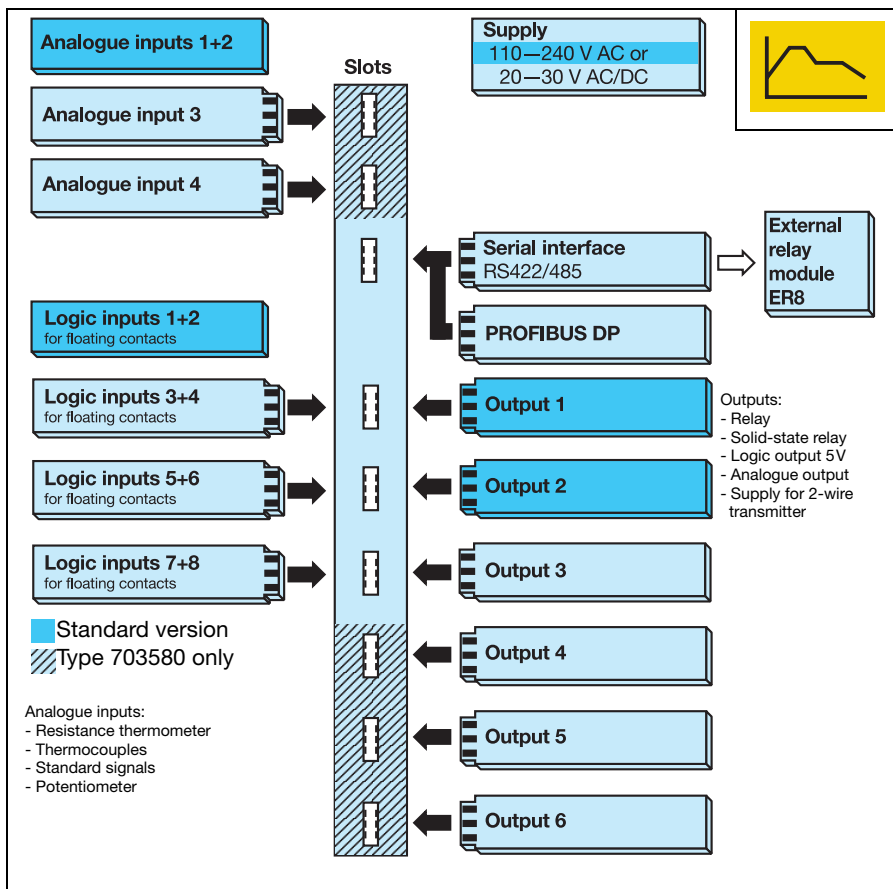 Analogue inputs 1+2
Analogue input 3
Analogue input 4
Logic inputs 1+2
for floating contacts
Logic inputs 3+4
for floating contacts
Logic inputs 5+6
for floating contacts
Logic inputs 7+8
for floating contacts
Standard version
Type 703580 only
Analogue inputs:
- Resistance thermometer
- Thermocouples
- Standard signals
- Potentiometer
Slots
Supply
110—240 V AC or
20—30 V AC/DC
Serial interface
RS422/485
PROFIBUS DP
Output 1
Output 2
Output 3
Output 4
Output 5
Output 6
External
relay
module
ER8
Outputs:
- Relay
- Solid-state relay
- Logic output 5V
- Analogue output
- Supply for 2-wire
transmitter